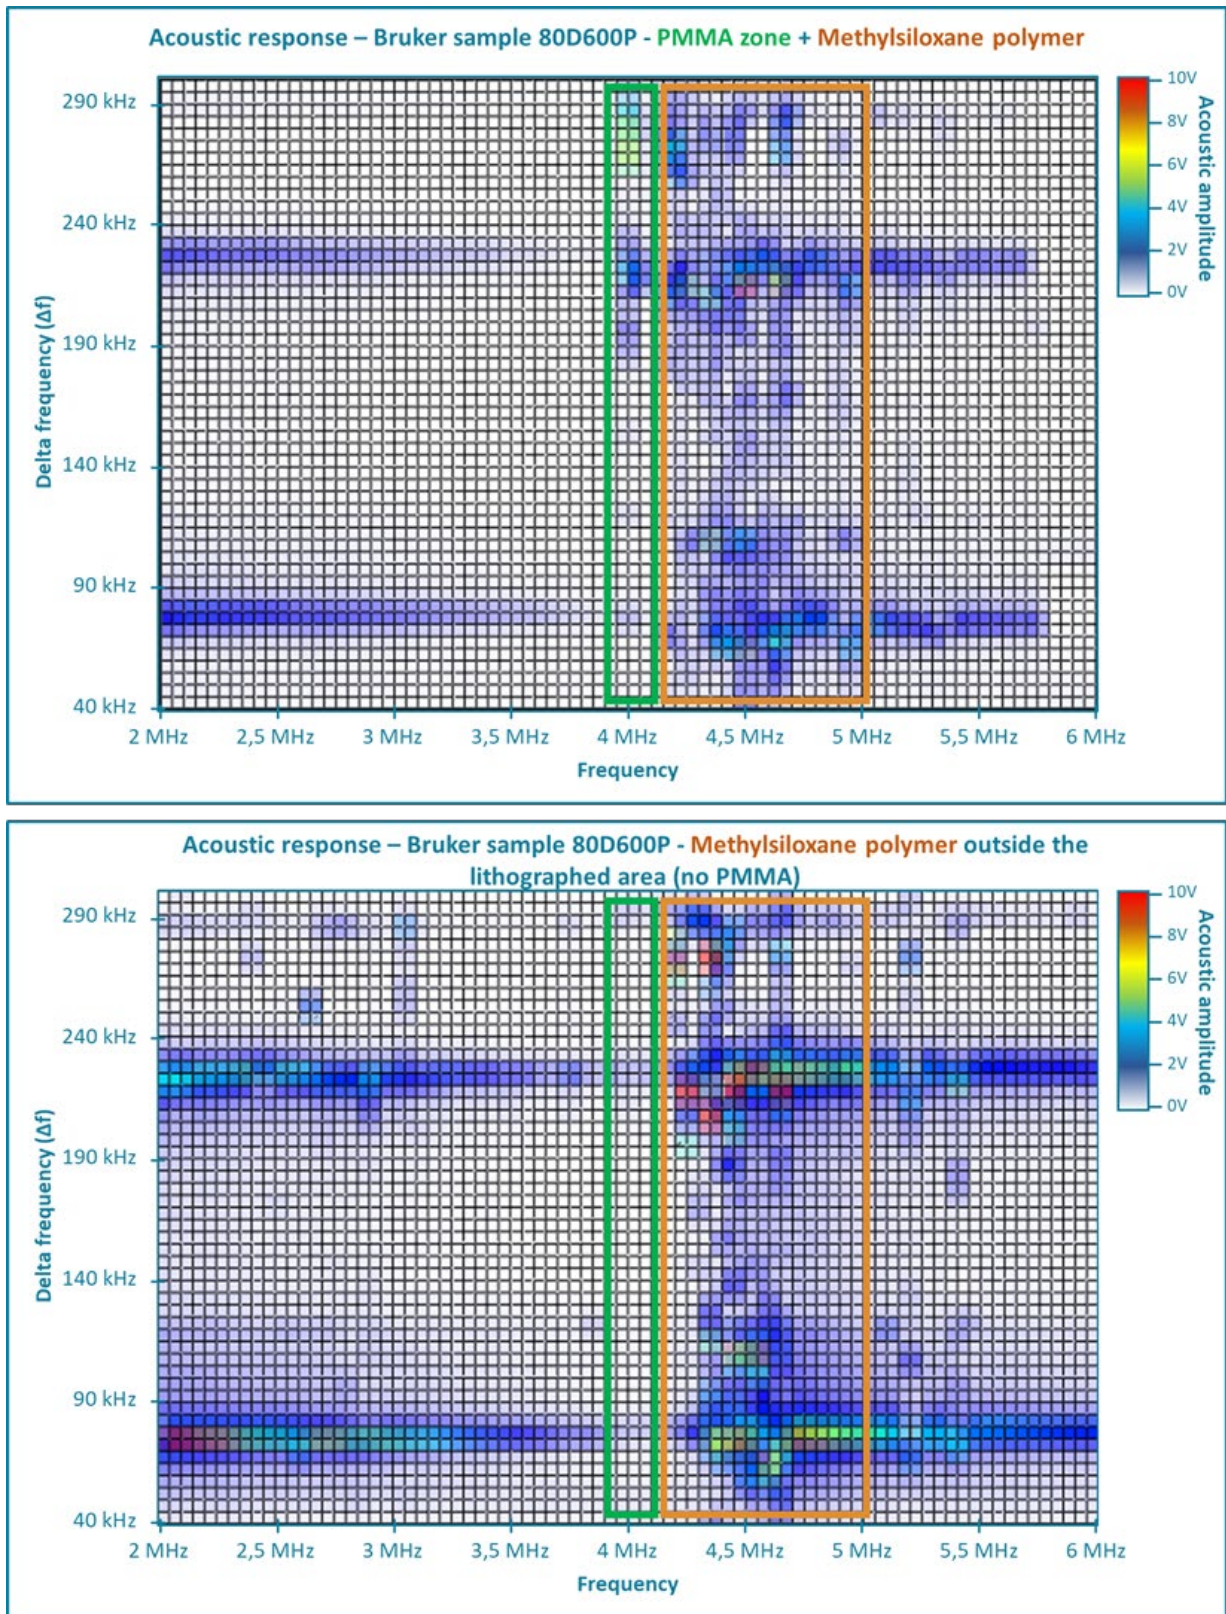 Acoustic response – Bruker sample 80D600P - PMMA zone + Methylsiloxane polymer
290 kHz
240 kHz
190 kHz
140 kHz
90 kHz
40 kHz
Delta frequency (Δf)
2 MHz
2,5 MHz
3 MHz
3,5 MHz
4 MHz
4,5 MHz
5 MHz
5,5 MHz
6 MHz
Frequency
10V
8V
6V
4V
2V
0V
Acoustic amplitude
Acoustic response – Bruker sample 80D600P - Methylsiloxane polymer outside the
lithographed area (no PMMA)
290 kHz
240 kHz
190 kHz
140 kHz
90 kHz
40 kHz
Delta frequency (Δf)
2 MHz
2,5 MHz
3 MHz
3,5 MHz
4 MHz
4,5 MHz
5 MHz
5,5 MHz
6 MHz
Frequency
10V
8V
6V
4V
2V
0V
Acoustic amplitude